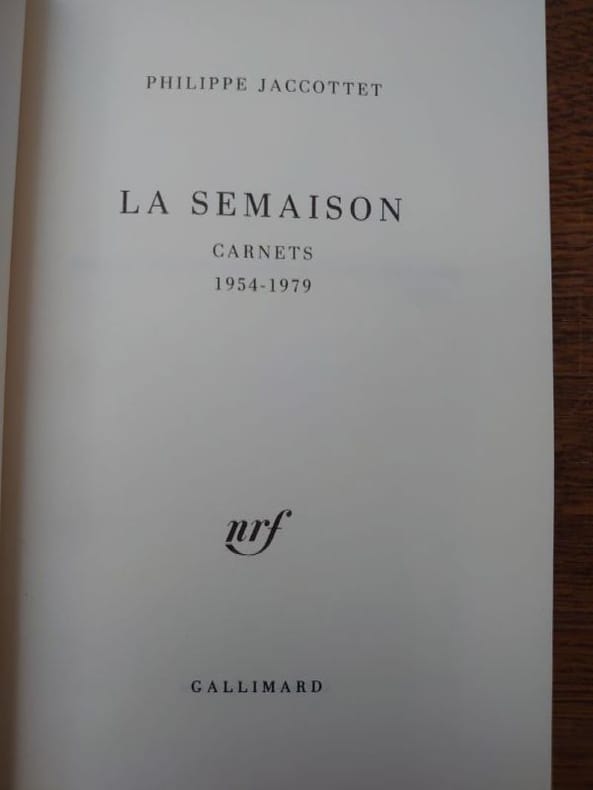 PHILIPPE JACCOTTET
LA SEMAISON
CARNETS
1954-1979
nrf
GALLIMARD